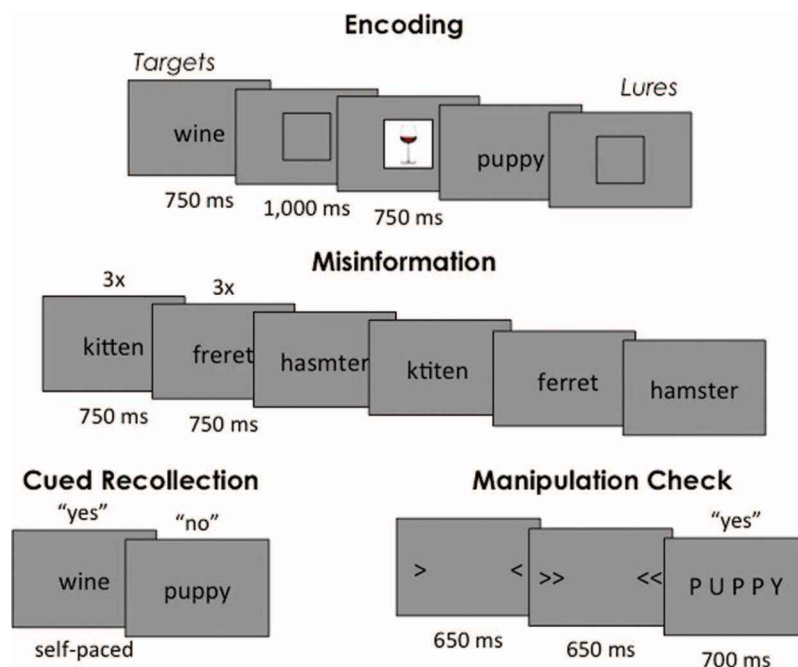 Encoding
Targets
Lures
wine
puppy
750 ms
1,000 ms
750 ms
Misinformation
3x
3x
kitten
freret
hasmter
ktiten
ferret
hamster
750 ms
750 ms
Cued Recollection
"yes"
"no"
wine
puppy
self-paced
Manipulation Check
"yes"
> <
>> <<
P U P P Y
650 ms
650 ms
700 ms